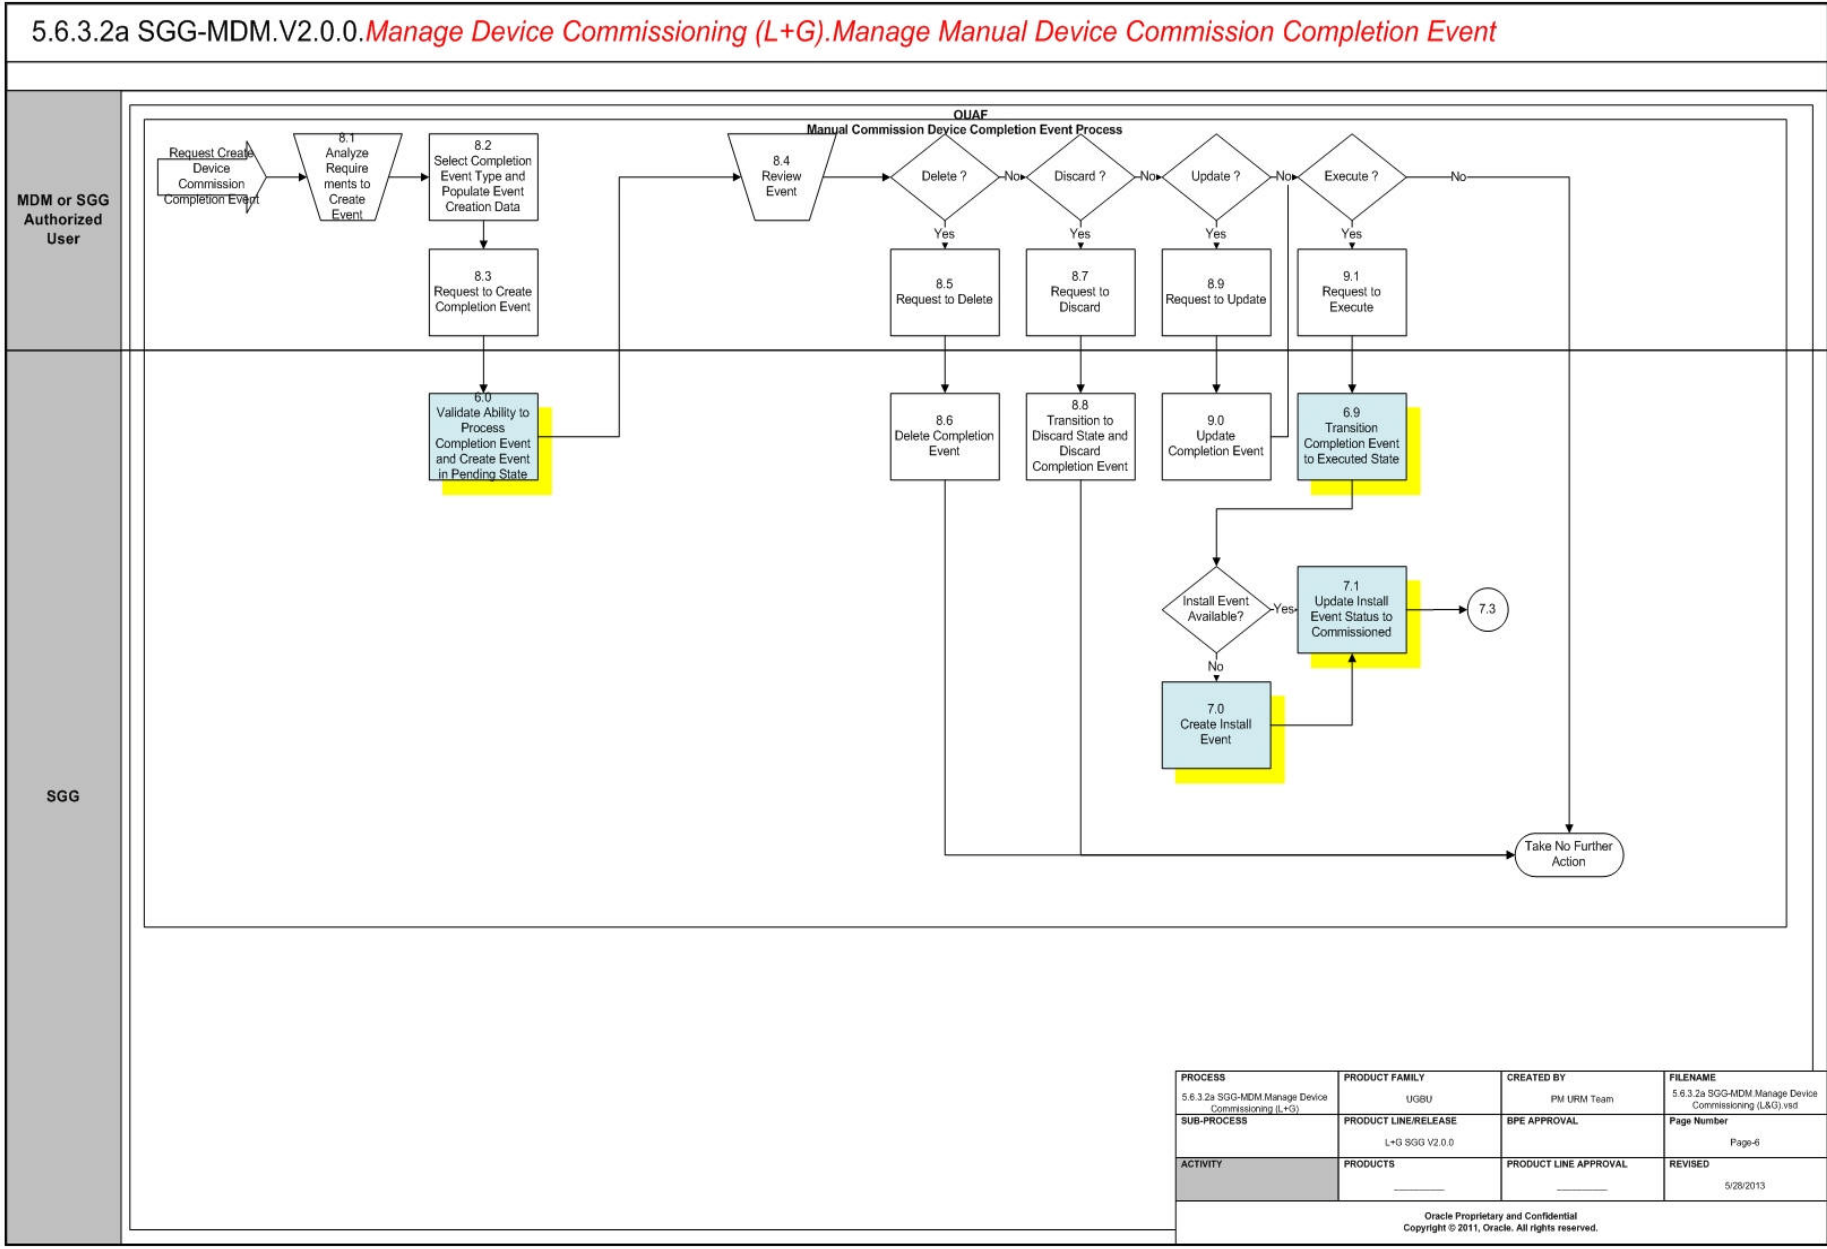 5.6.3.2a SGG-MDM.V2.0.0.Manage Device Commissioning (L+G).Manage Manual Device Commission Completion Event
OUAF
Manual Commission Device Completion Event Process
MDM or SGG
Authorized
User
Request Create
Device
Commission
Completion Event
8.1
Analyze
Require
ments to
Create
Event
8.2
Select Completion
Event Type and
Populate Event
Creation Data
8.4
Review
Event
Delete ?
No
Discard ?
No
Update ?
No
Execute ?
No
Yes
Yes
Yes
Yes
8.3
Request to Create
Completion Event
8.5
Request to Delete
8.7
Request to
Discard
8.9
Request to Update
9.1
Request to
Execute
SGG
6.0
Validate Ability to
Process
Completion Event
and Create Event
in Pending State
8.6
Delete Completion
Event
8.8
Transition to
Discard State and
Discard
Completion Event
9.0
Update
Completion Event
6.9
Transition
Completion Event
to Executed State
Install Event
Available?
Yes
7.1
Update Install
Event Status to
Commissioned
7.3
No
7.0
Create Install
Event
Take No Further
Action
PROCESS
5.6.3.2a SGG-MDM.Manage Device
Commissioning (L+G)
PRODUCT FAMILY
UGBU
CREATED BY
PM URM Team
FILENAME
5.6.3.2a SGG-MDM.Manage Device
Commissioning (L&G).vsd
SUB-PROCESS
PRODUCT LINE/RELEASE
L+G SGG V2.0.0
BPE APPROVAL
Page Number
Page-6
ACTIVITY
PRODUCTS
PRODUCT LINE APPROVAL
REVISED
5/28/2013
Oracle Proprietary and Confidential
Copyright © 2011, Oracle. All rights reserved.